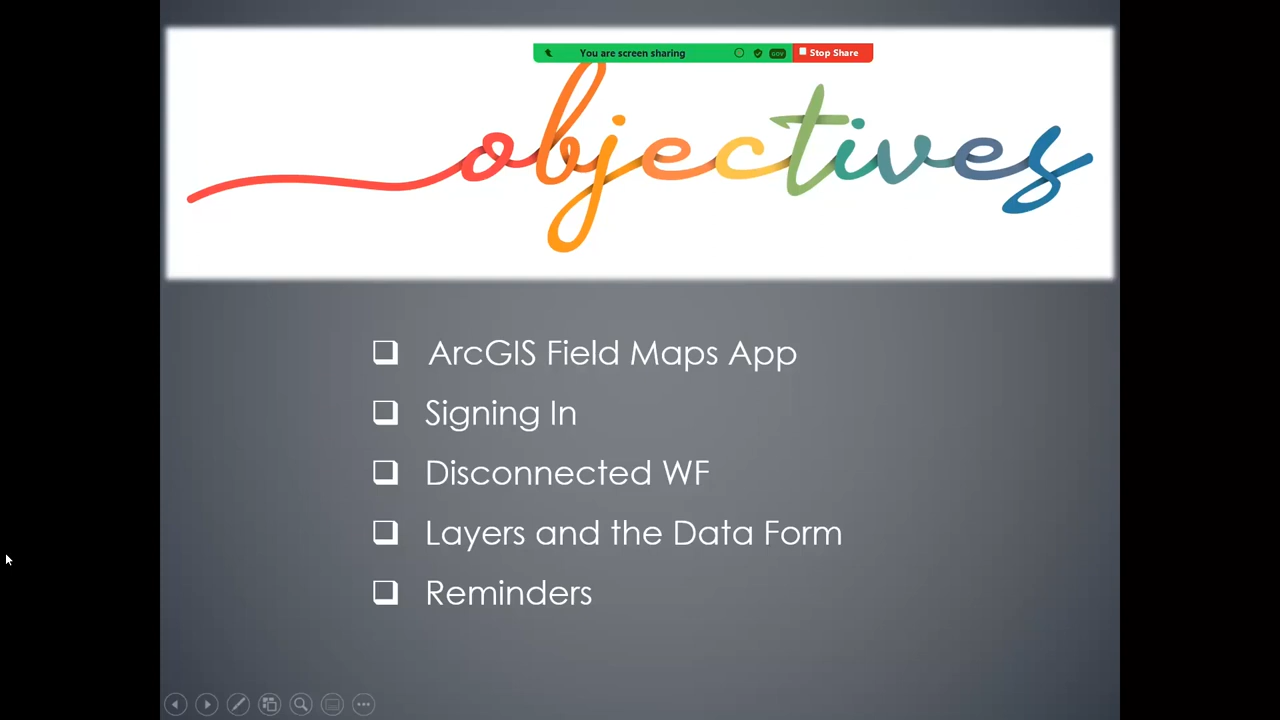 You are screen sharing
GOV
Stop Share
objectives
ArcGIS Field Maps App
Signing In
Disconnected WF
Layers and the Data Form
Reminders